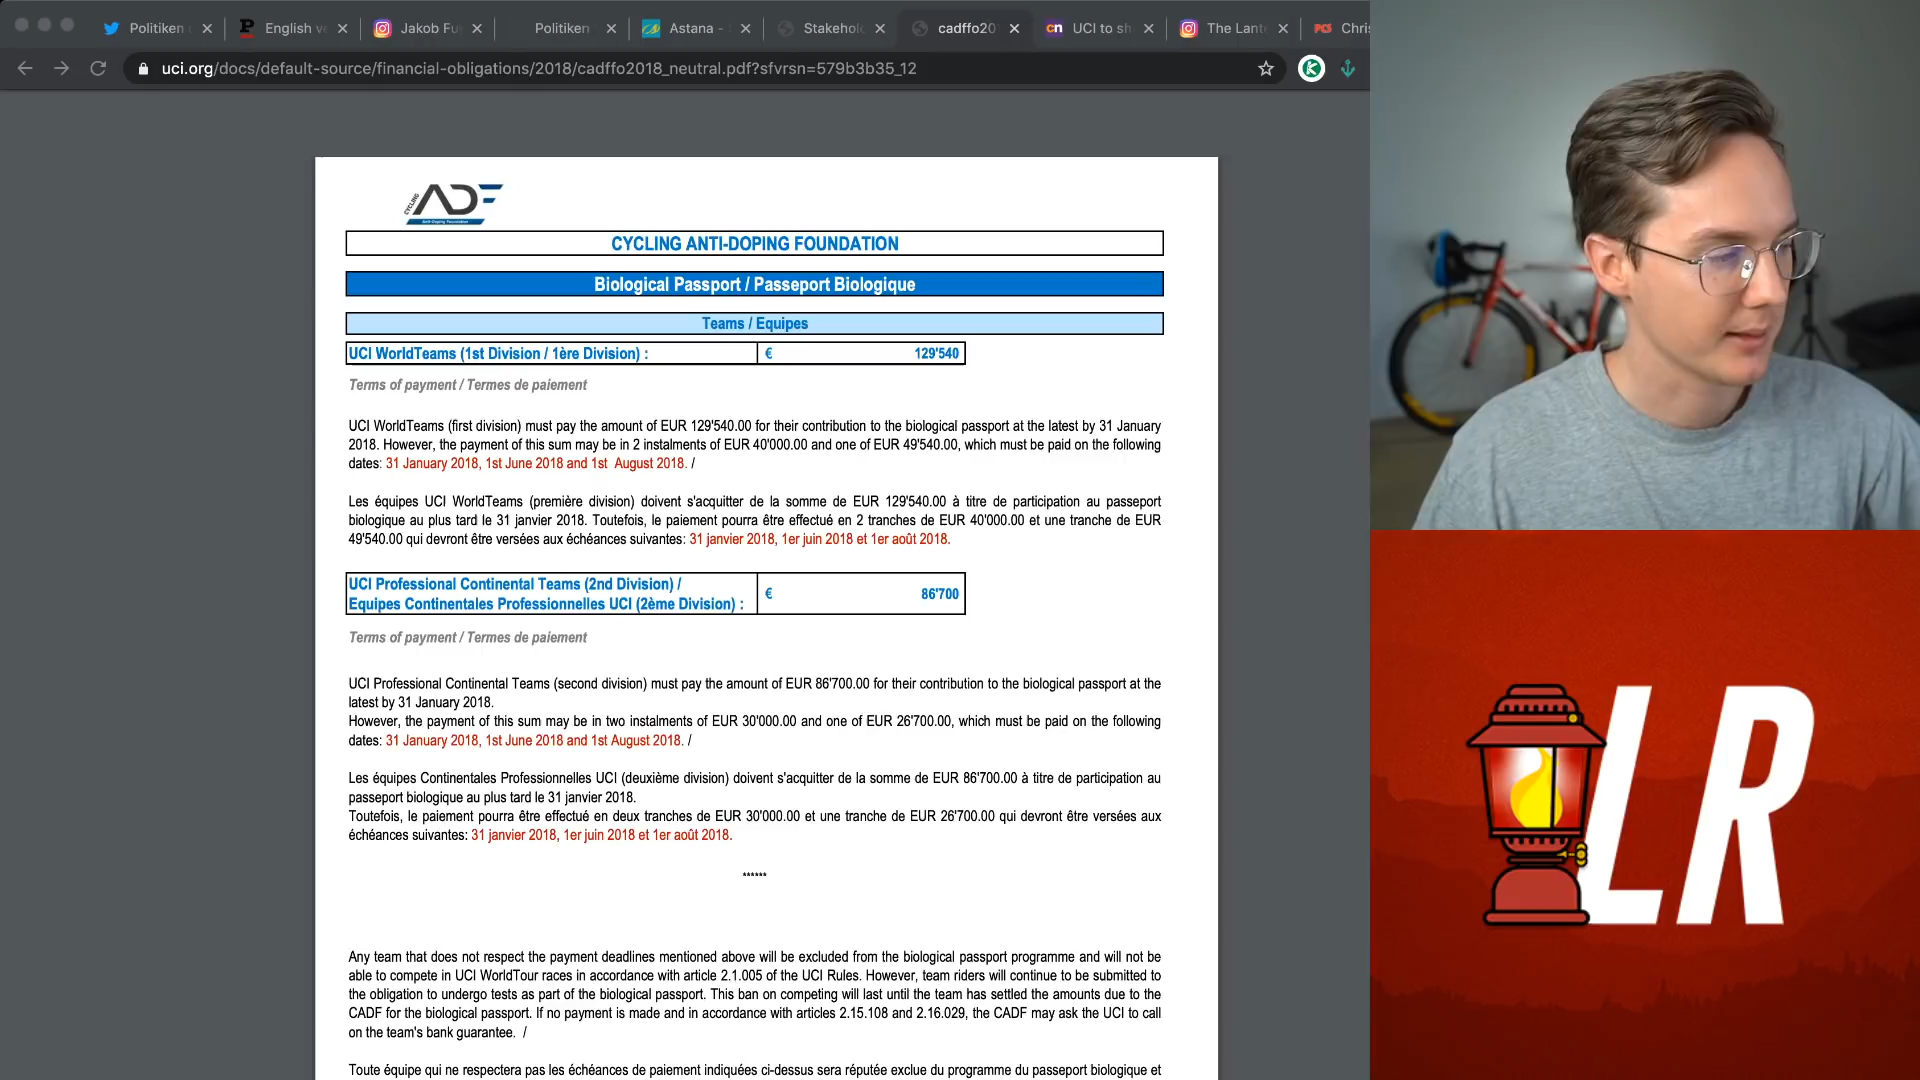 Politiken
English ve
Jakob Fu
Politiken
Astana -
Stakehol
cadffo20
UCI to sh
The Lant
PCS
Chris
uci.org/docs/default-source/financial-obligations/2018/cadffo2018_neutral.pdf?sfvrsn=579b3b35_12
CYCLING ADF
Anti-Doping Foundation
CYCLING ANTI-DOPING FOUNDATION
Biological Passport / Passeport Biologique
Teams / Equipes
UCI WorldTeams (1st Division / 1ère Division) : € 129'540
Terms of payment / Termes de paiement
UCI WorldTeams (first division) must pay the amount of EUR 129'540.00 for their contribution to the biological passport at the latest by 31 January
2018. However, the payment of this sum may be in 2 instalments of EUR 40'000.00 and one of EUR 49'540.00, which must be paid on the following
dates: 31 January 2018, 1st June 2018 and 1st August 2018. /
Les équipes UCI WorldTeams (première division) doivent s'acquitter de la somme de EUR 129'540.00 à titre de participation au passeport
biologique au plus tard le 31 janvier 2018. Toutefois, le paiement pourra être effectué en 2 tranches de EUR 40'000.00 et une tranche de EUR
49'540.00 qui devront être versées aux échéances suivantes: 31 janvier 2018, 1er juin 2018 et 1er août 2018.
UCI Professional Continental Teams (2nd Division) /
Equipes Continentales Professionnelles UCI (2ème Division) : € 86'700
Terms of payment / Termes de paiement
UCI Professional Continental Teams (second division) must pay the amount of EUR 86'700.00 for their contribution to the biological passport at the
latest by 31 January 2018.
However, the payment of this sum may be in two instalments of EUR 30'000.00 and one of EUR 26'700.00, which must be paid on the following
dates: 31 January 2018, 1st June 2018 and 1st August 2018. /
Les équipes Continentales Professionnelles UCI (deuxième division) doivent s'acquitter de la somme de EUR 86'700.00 à titre de participation au
passeport biologique au plus tard le 31 janvier 2018.
Toutefois, le paiement pourra être effectué en deux tranches de EUR 30'000.00 et une tranche de EUR 26'700.00 qui devront être versées aux
échéances suivantes: 31 janvier 2018, 1er juin 2018 et 1er août 2018.
******
Any team that does not respect the payment deadlines mentioned above will be excluded from the biological passport programme and will not be
able to compete in UCI WorldTour races in accordance with article 2.1.005 of the UCI Rules. However, team riders will continue to be submitted to
the obligation to undergo tests as part of the biological passport. This ban on competing will last until the team has settled the amounts due to the
CADF for the biological passport. If no payment is made and in accordance with articles 2.15.108 and 2.16.029, the CADF may ask the UCI to call
on the team's bank guarantee. /
Toute équipe qui ne respectera pas les échéances de paiement indiquées ci-dessus sera réputée exclue du programme du passeport biologique et
LR